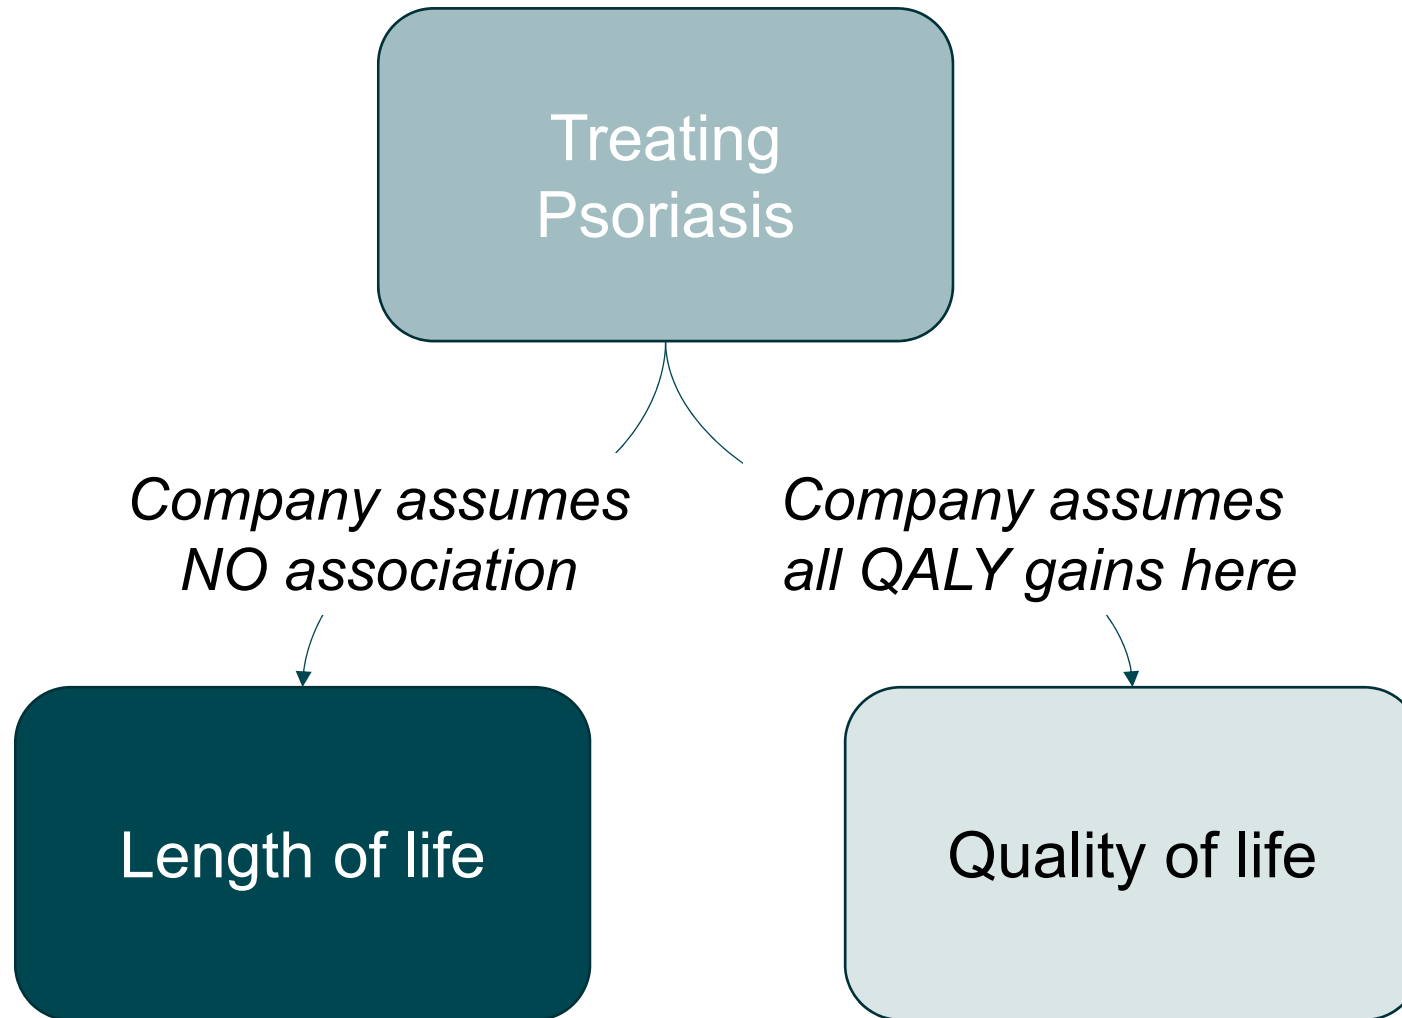 Treating
Psoriasis
Company assumes
NO association
Company assumes
all QALY gains here
Length of life
Quality of life